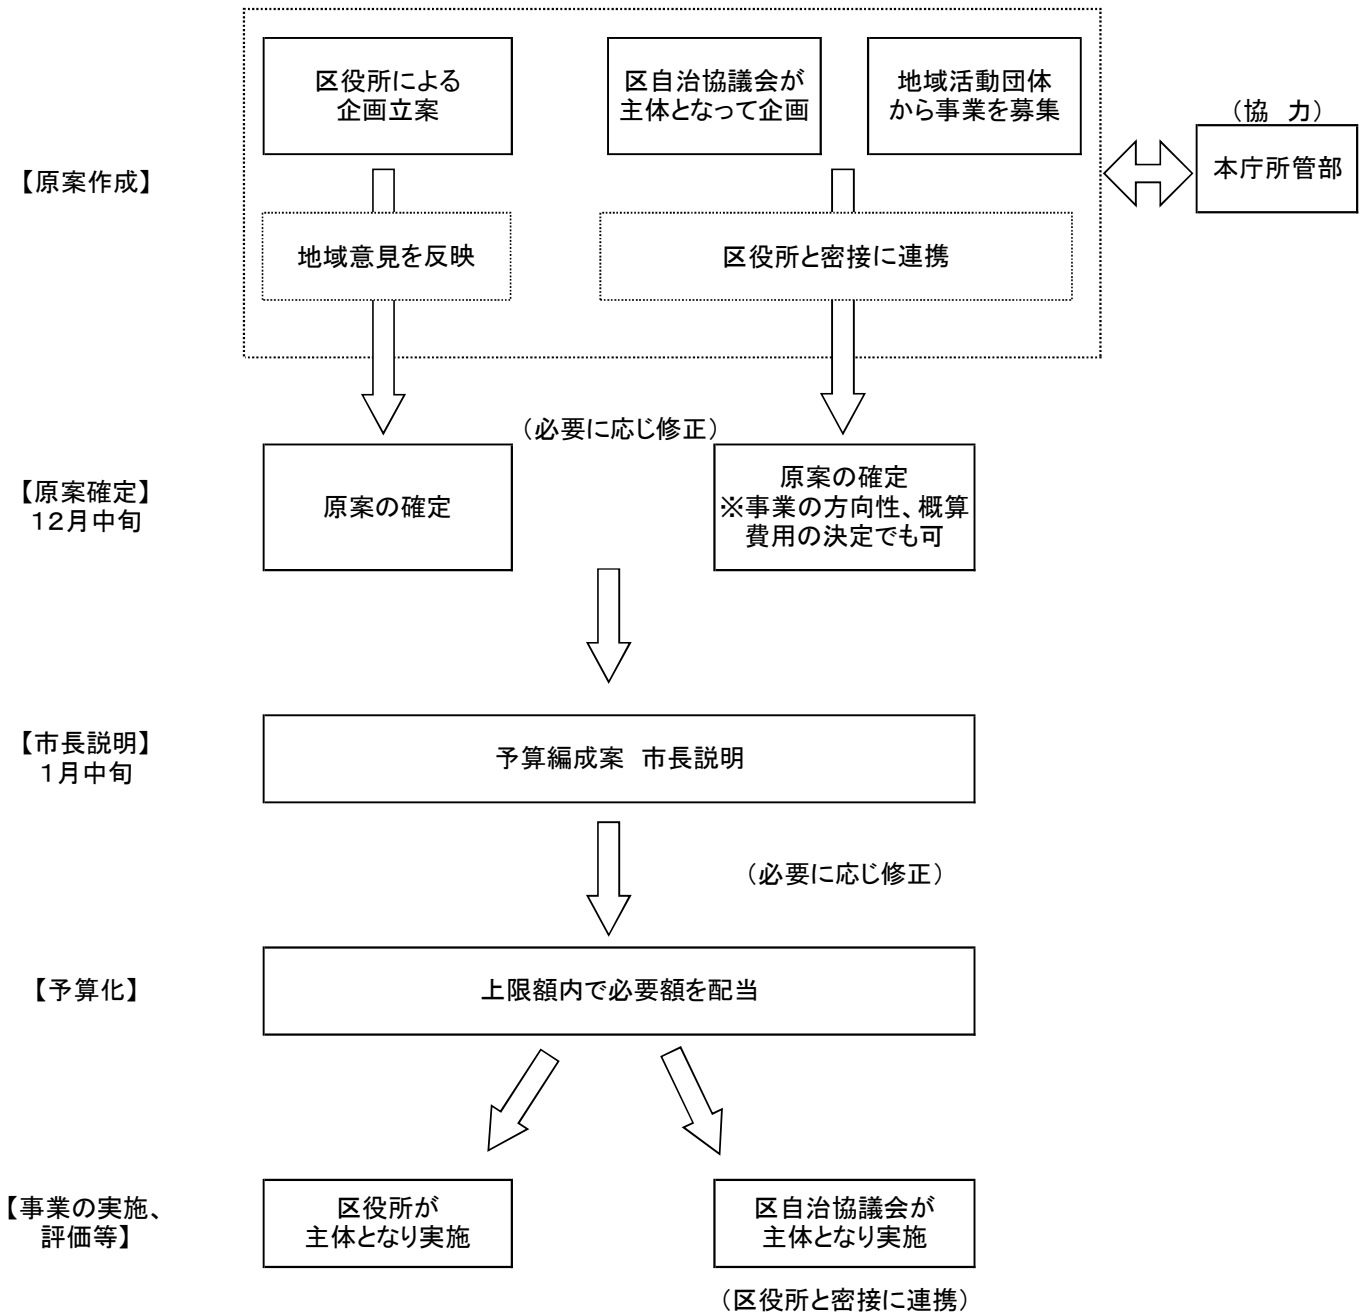 区役所による
企画立案
区自治協議会が
主体となって企画
地域活動団体
から事業を募集
（協　力）
本庁所管部
【原案作成】
地域意見を反映
区役所と密接に連携
（必要に応じ修正）
【原案確定】
１２月中旬
原案の確定
原案の確定
※事業の方向性、概算
費用の決定でも可
【市長説明】
１月中旬
予算編成案　市長説明
（必要に応じ修正）
【予算化】
上限額内で必要額を配当
【事業の実施、
評価等】
区役所が
主体となり実施
区自治協議会が
主体となり実施
（区役所と密接に連携）